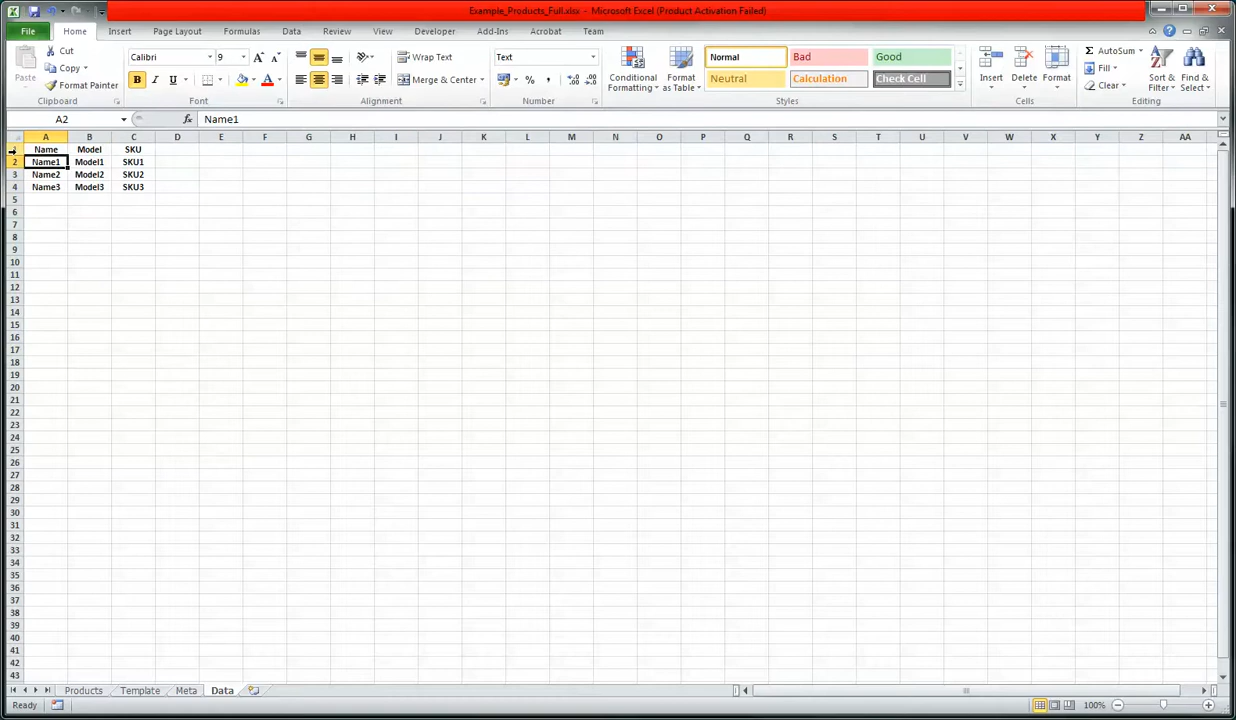 Example_Products_Full.xlsx - Microsoft Excel (Product Activation Failed)
File Home Insert Page Layout Formulas Data Review View Developer Add-Ins Acrobat Team
Paste
Cut
Copy
Format Painter
Clipboard
Calibri 9
B I U
Font
Wrap Text
Merge & Center
Alignment
Text
$ % ,
Number
Conditional Formatting
Format as Table
Normal Bad Good
Neutral Calculation Check Cell
Styles
Insert Delete Format
Cells
Σ AutoSum
Fill
Clear
Sort & Filter
Find & Select
Editing
A2 fx Name1
A B C D E F G H I J K L M N O P Q R S T U V W X Y Z AA
1 Name Model SKU
2 Name1 Model1 SKU1
3 Name2 Model2 SKU2
4 Name3 Model3 SKU3
5
6
7
8
9
10
11
12
13
14
15
16
17
18
19
20
21
22
23
24
25
26
27
28
29
30
31
32
33
34
35
36
37
38
39
40
41
42
43
Products Template Meta Data
Ready 100%